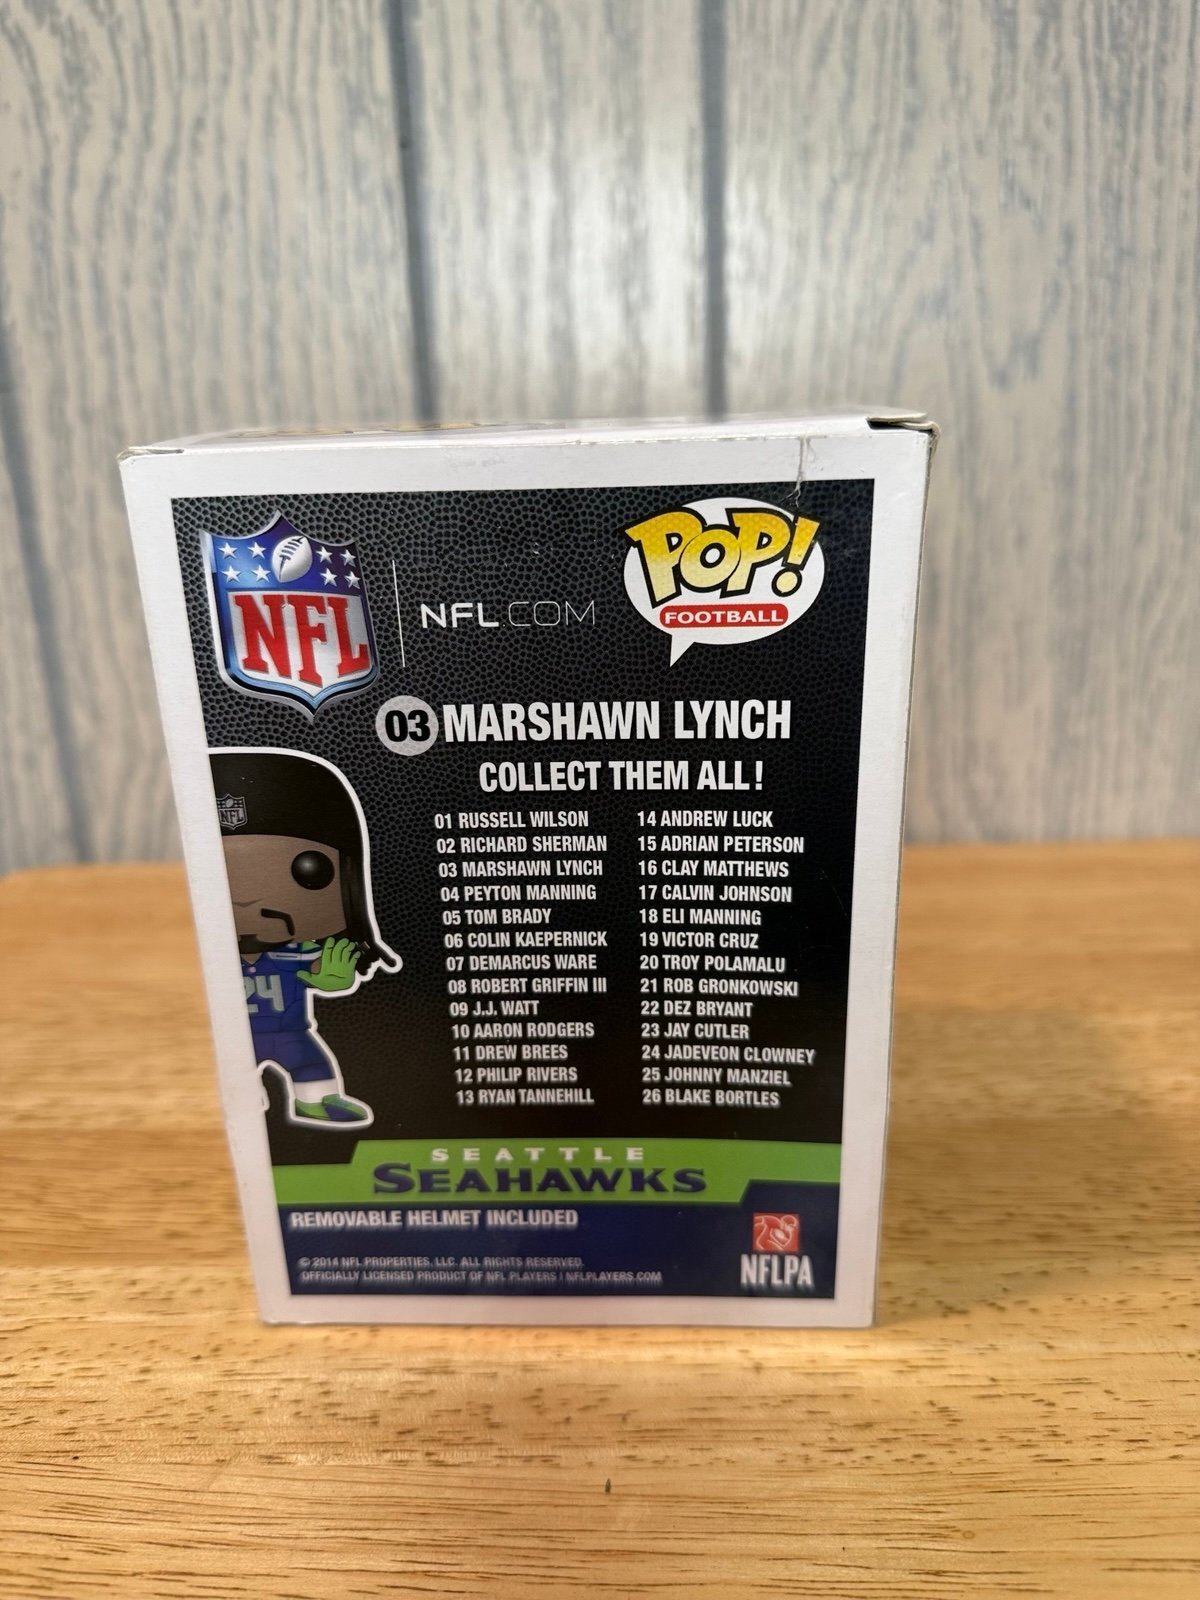 NFL
NFL.COM
POP!
FOOTBALL
03 MARSHAWN LYNCH
COLLECT THEM ALL!
01 RUSSELL WILSON
02 RICHARD SHERMAN
03 MARSHAWN LYNCH
04 PEYTON MANNING
05 TOM BRADY
06 COLIN KAEPERNICK
07 DEMARCUS WARE
08 ROBERT GRIFFIN III
09 J.J. WATT
10 AARON RODGERS
11 DREW BREES
12 PHILIP RIVERS
13 RYAN TANNEHILL
14 ANDREW LUCK
15 ADRIAN PETERSON
16 CLAY MATTHEWS
17 CALVIN JOHNSON
18 ELI MANNING
19 VICTOR CRUZ
20 TROY POLAMALU
21 ROB GRONKOWSKI
22 DEZ BRYANT
23 JAY CUTLER
24 JADEVEON CLOWNEY
25 JOHNNY MANZIEL
26 BLAKE BORTLES
NFL
24
SEATTLE
SEAHAWKS
REMOVABLE HELMET INCLUDED
© 2014 NFL PROPERTIES, LLC. ALL RIGHTS RESERVED.
OFFICIALLY LICENSED PRODUCT OF NFL PLAYERS | NFLPLAYERS.COM
NFLPA